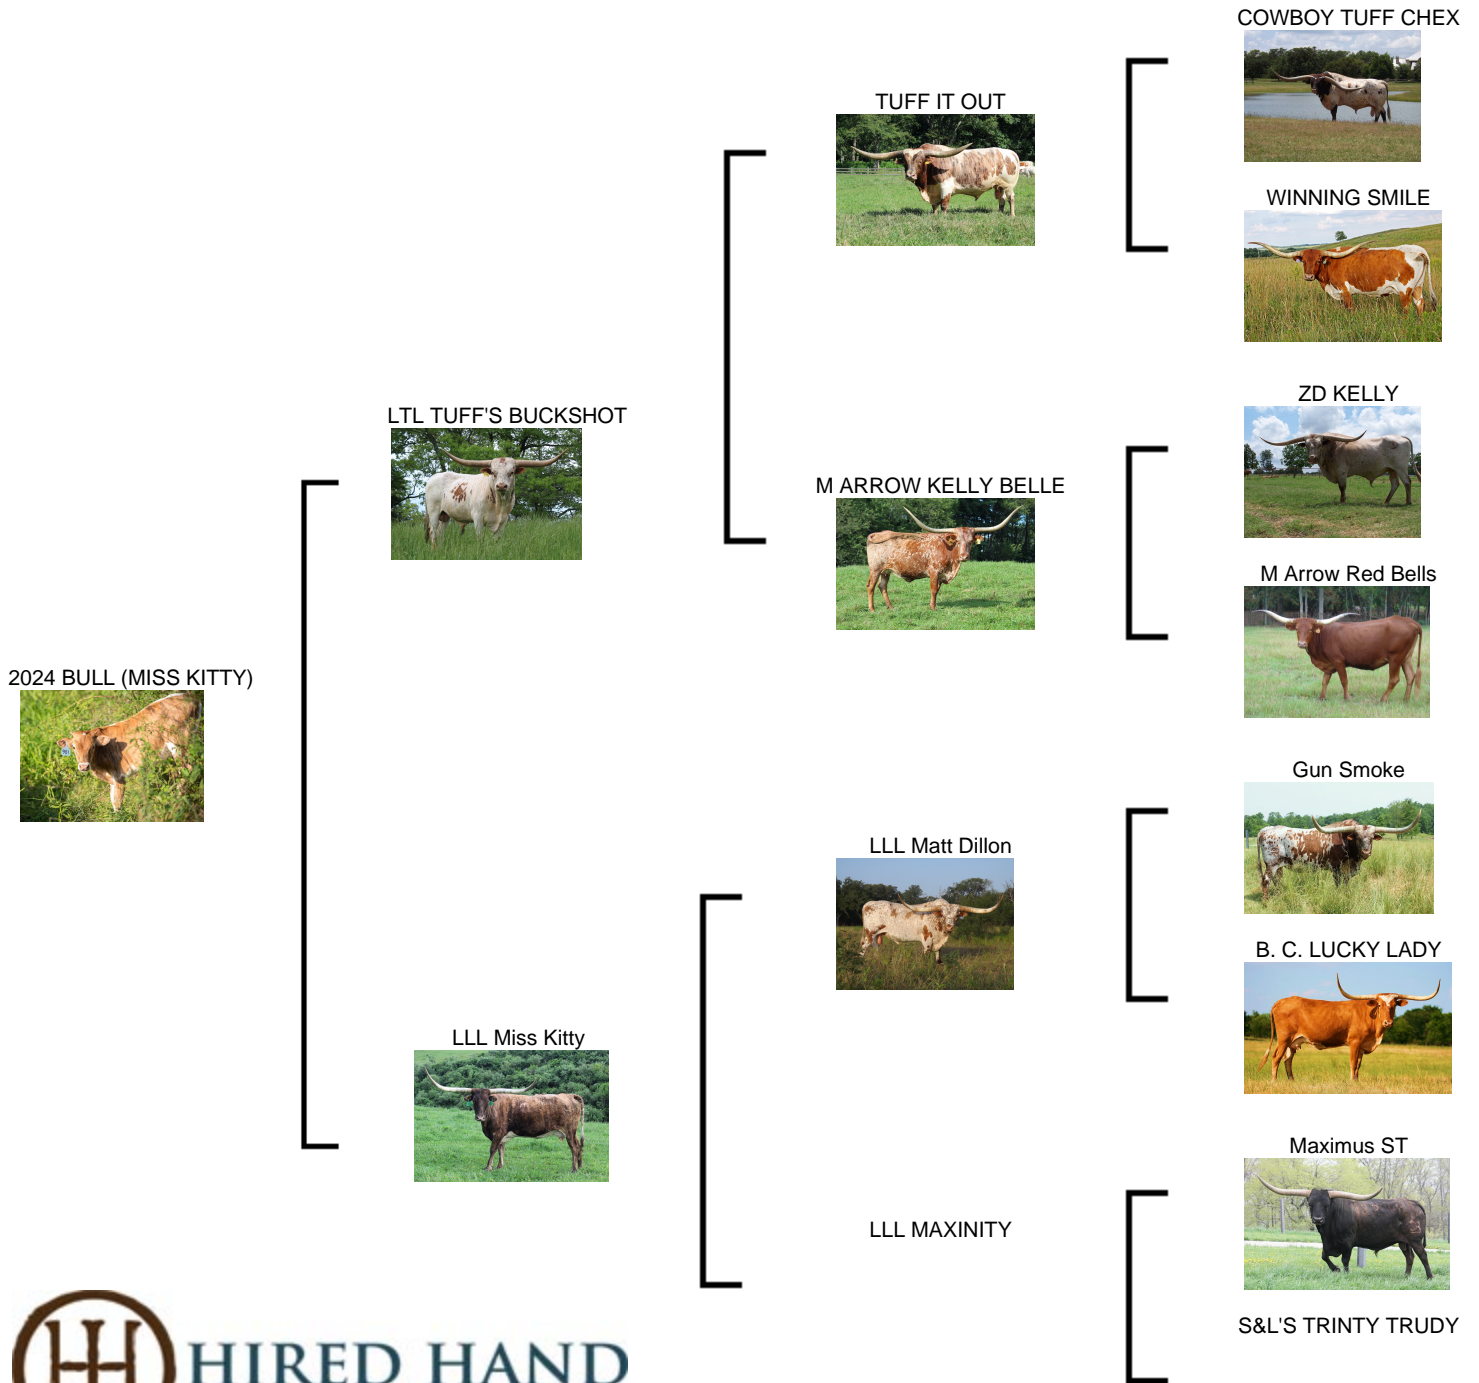 COWBOY TUFF CHEX
TUFF IT OUT
WINNING SMILE
ZD KELLY
LTL TUFF'S BUCKSHOT
M ARROW KELLY BELLE
M Arrow Red Bells
2024 BULL (MISS KITTY)
Gun Smoke
LLL Matt Dillon
B. C. LUCKY LADY
LLL Miss Kitty
Maximus ST
LLL MAXINITY
S&L'S TRINTY TRUDY
HIRED HAND